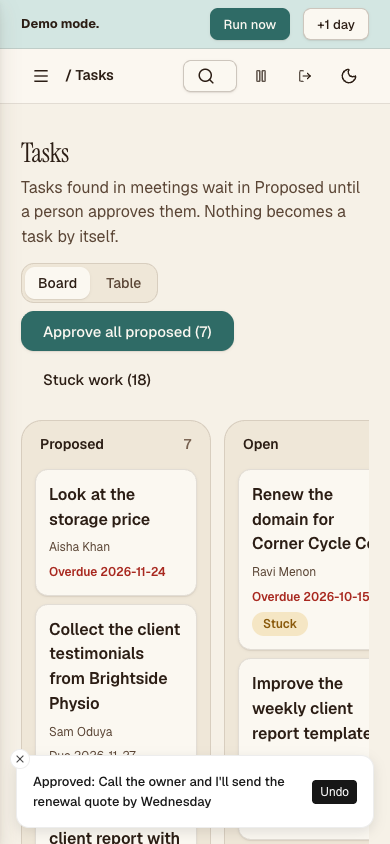 Demo mode.
Run now
+1 day
/ Tasks
Tasks
Tasks found in meetings wait in Proposed until
a person approves them. Nothing becomes a
task by itself.
Board
Table
Approve all proposed (7)
Stuck work (18)
Proposed
7
Look at the
storage price
Aisha Khan
Overdue 2026-11-24
Collect the client
testimonials
from Brightside
Physio
Sam Oduya
Due 2026-11-27
client report with
Open
Renew the
domain for
Corner Cycle Co
Ravi Menon
Overdue 2026-10-15
Stuck
Improve the
weekly client
report template
Approved: Call the owner and I'll send the
renewal quote by Wednesday
Undo